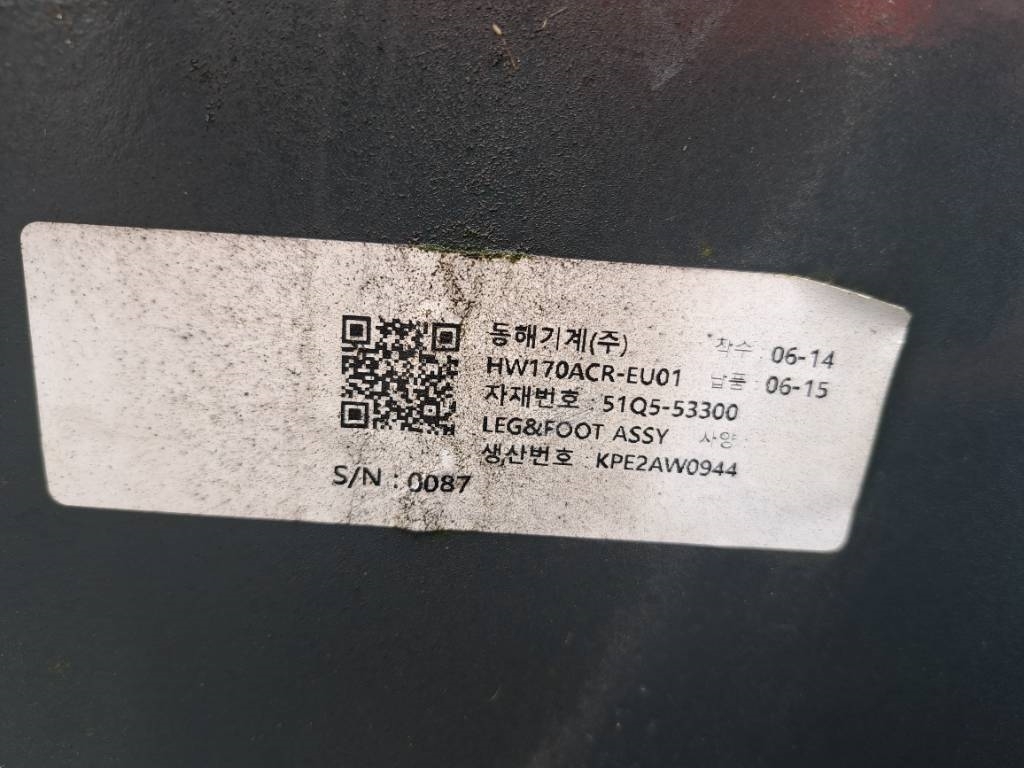 동해기계(주) 착수 : 06-14
HW170ACR-EU01 납품 : 06-15
자재번호 : 51Q5-53300
LEG&FOOT ASSY 사양 :
생산번호 : KPE2AW0944
S/N : 0087